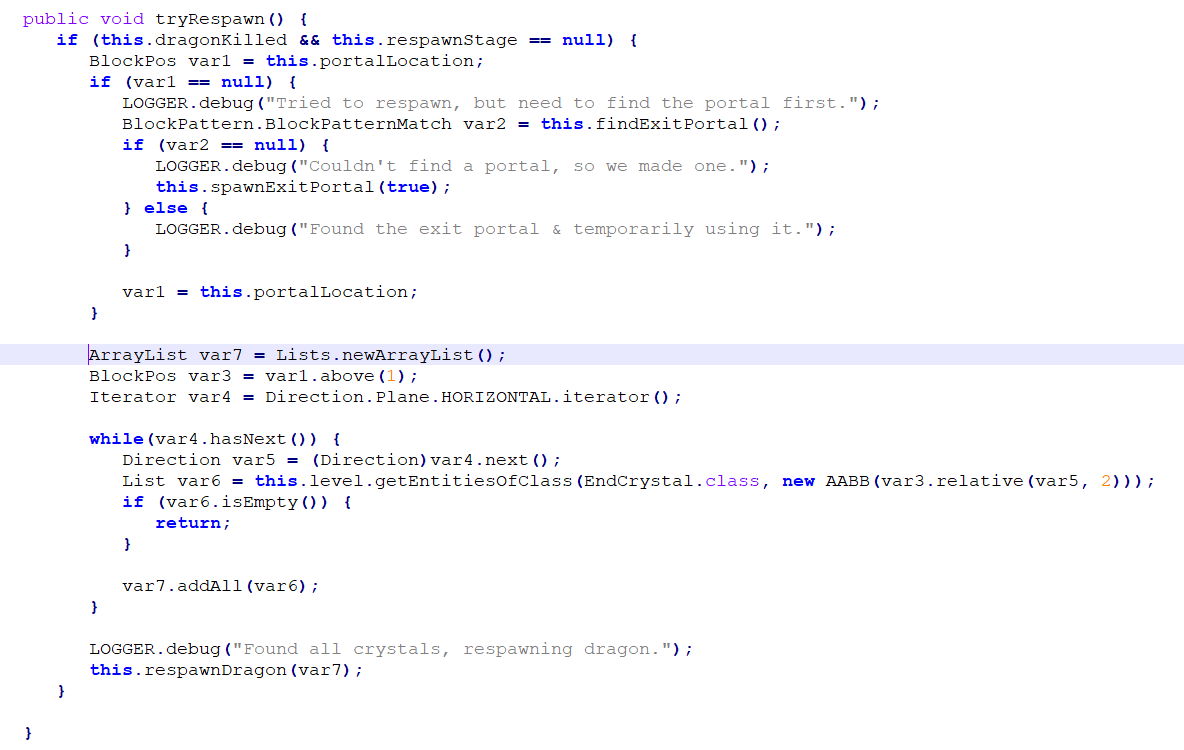 public void tryRespawn() {
   if (this.dragonKilled && this.respawnStage == null) {
      BlockPos var1 = this.portalLocation;
      if (var1 == null) {
         LOGGER.debug("Tried to respawn, but need to find the portal first.");
         BlockPattern.BlockPatternMatch var2 = this.findExitPortal();
         if (var2 == null) {
            LOGGER.debug("Couldn't find a portal, so we made one.");
            this.spawnExitPortal(true);
         } else {
            LOGGER.debug("Found the exit portal & temporarily using it.");
         }

         var1 = this.portalLocation;
      }

      ArrayList var7 = Lists.newArrayList();
      BlockPos var3 = var1.above(1);
      Iterator var4 = Direction.Plane.HORIZONTAL.iterator();

      while(var4.hasNext()) {
         Direction var5 = (Direction)var4.next();
         List var6 = this.level.getEntitiesOfClass(EndCrystal.class, new AABB(var3.relative(var5, 2)));
         if (var6.isEmpty()) {
            return;
         }

         var7.addAll(var6);
      }

      LOGGER.debug("Found all crystals, respawning dragon.");
      this.respawnDragon(var7);
   }

}